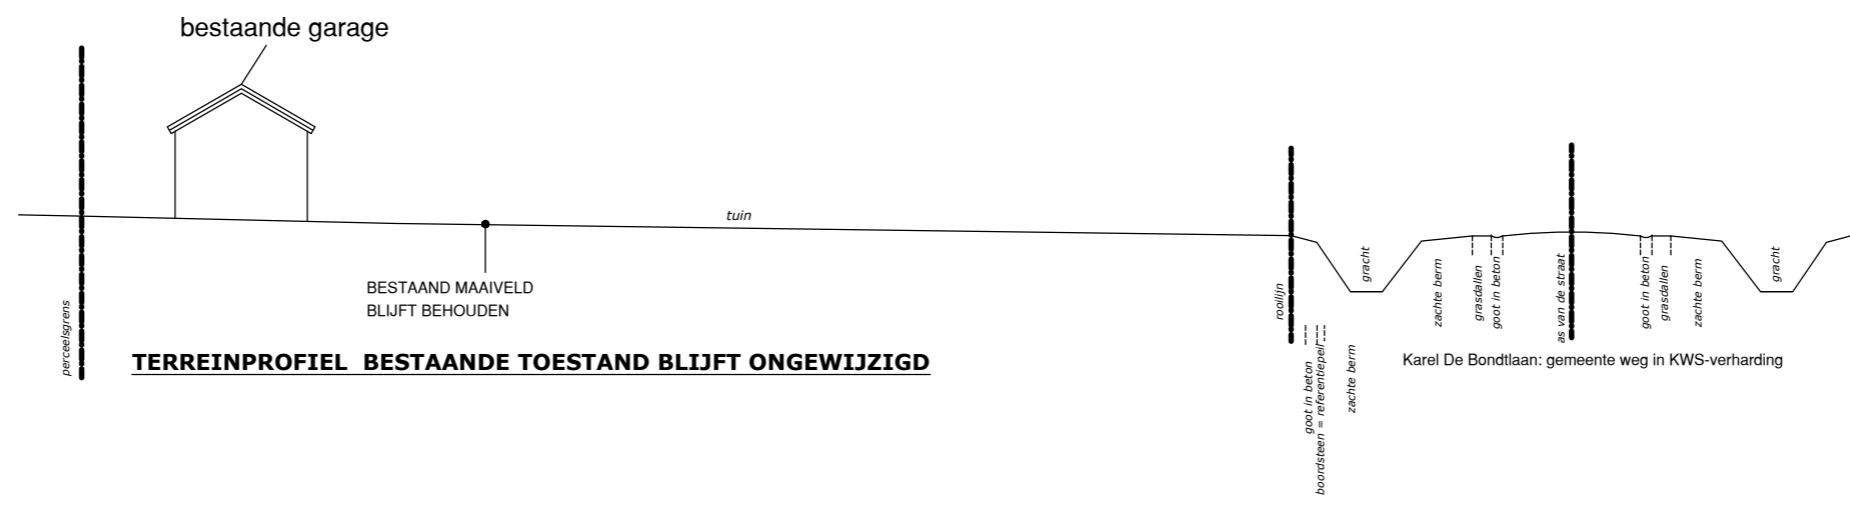 bestaande garage
tuin
BESTAAND MAAIVELD
BLIJFT BEHOUDEN
perceelsgrens
TERREINPROFIEL BESTAANDE TOESTAND BLIJFT ONGEWIJZIGD
rooilijn
gracht
zachte berm
grasdallen
goot in beton
as van de straat
goot in beton
grasdallen
zachte berm
gracht
goot in beton
boordsteen = referentiepeil
zachte berm
Karel De Bondtlaan: gemeente weg in KWS-verharding